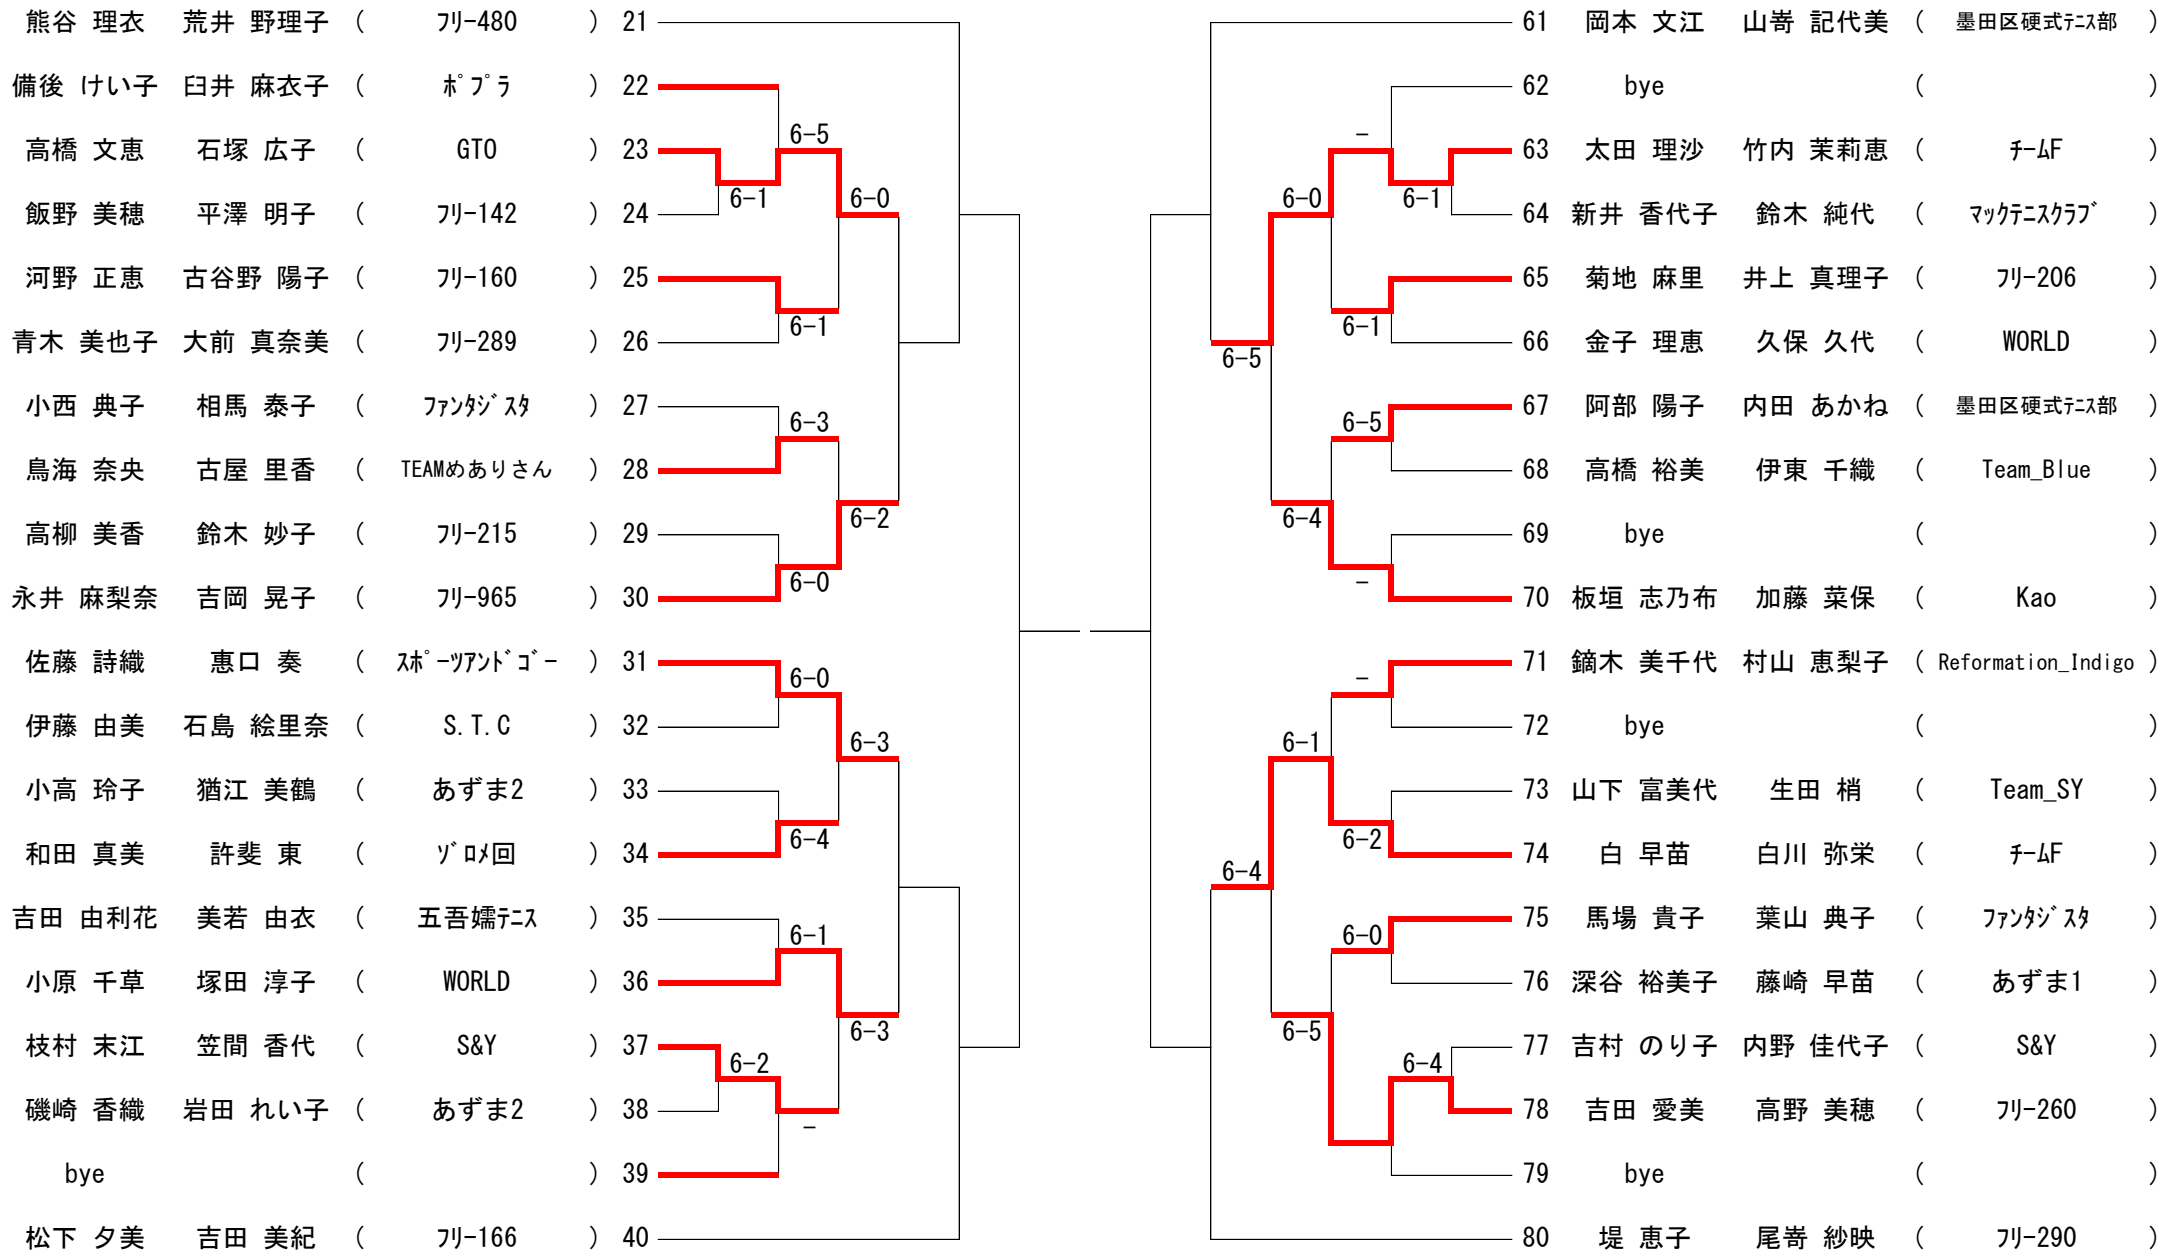 熊谷 理衣 荒井 野理子 ( フリー480 ) 21
備後 けい子 臼井 麻衣子 ( ポプラ ) 22
6-5
高橋 文恵 石塚 広子 ( GTO ) 23
6-1 6-0
飯野 美穂 平澤 明子 ( フリー142 ) 24
河野 正恵 古谷野 陽子 ( フリー160 ) 25
6-1
青木 美也子 大前 真奈美 ( フリー289 ) 26
小西 典子 相馬 泰子 ( ファンタジスタ ) 27
6-3
鳥海 奈央 古屋 里香 ( TEAMめありさん ) 28
6-2
高柳 美香 鈴木 妙子 ( フリー215 ) 29
6-0
永井 麻梨奈 吉岡 晃子 ( フリー965 ) 30
佐藤 詩織 惠口 奏 ( スポーツアンドゴー ) 31
6-0
伊藤 由美 石島 絵里奈 ( S.T.C ) 32
6-3
小高 玲子 猶江 美鶴 ( あずま2 ) 33
6-4
和田 真美 許斐 東 ( ゾロメ回 ) 34
吉田 由利花 美若 由衣 ( 五吾嬬テニス ) 35
6-1
小原 千草 塚田 淳子 ( WORLD ) 36
6-3
枝村 末江 笠間 香代 ( S&Y ) 37
6-2
磯崎 香織 岩田 れい子 ( あずま2 ) 38
-
bye ( ) 39
松下 夕美 吉田 美紀 ( フリー166 ) 40
61 岡本 文江 山嵜 記代美 ( 墨田区硬式テニス部 )
62 bye ( )
-
63 太田 理沙 竹内 茉莉恵 ( チームF )
6-0 6-1
64 新井 香代子 鈴木 純代 ( マックテニスクラブ )
65 菊地 麻里 井上 真理子 ( フリー206 )
6-1
66 金子 理恵 久保 久代 ( WORLD )
6-5
67 阿部 陽子 内田 あかね ( 墨田区硬式テニス部 )
6-5
68 高橋 裕美 伊東 千織 ( Team_Blue )
6-4
69 bye ( )
-
70 板垣 志乃布 加藤 菜保 ( Kao )
71 鏑木 美千代 村山 恵梨子 ( Reformation_Indigo )
-
72 bye ( )
6-1
73 山下 富美代 生田 梢 ( Team_SY )
6-2
74 白 早苗 白川 弥栄 ( チームF )
6-4
75 馬場 貴子 葉山 典子 ( ファンタジスタ )
6-0
76 深谷 裕美子 藤崎 早苗 ( あずま1 )
6-5
77 吉村 のり子 内野 佳代子 ( S&Y )
6-4
78 吉田 愛美 高野 美穂 ( フリー260 )
79 bye ( )
80 堤 恵子 尾嵜 紗映 ( フリー290 )